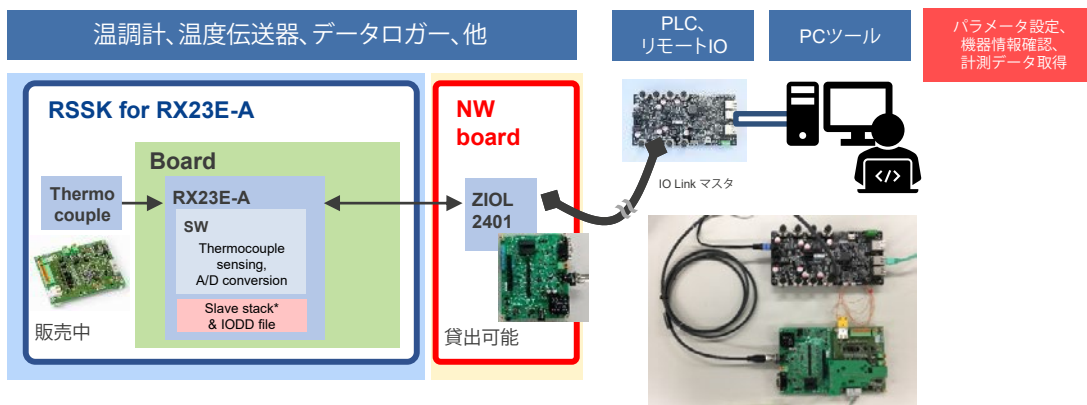 温調計、温度伝送器、データロガー、他
PLC、
リモートIO
PCツール
パラメータ設定、
機器情報確認、
計測データ取得
RSSK for RX23E-A
Board
Thermo
couple
RX23E-A
SW
Thermocouple
sensing,
A/D conversion
Slave stack*
& IODD file
販売中
NW
board
ZIOL
2401
貸出可能
IO Link マスタ
</>